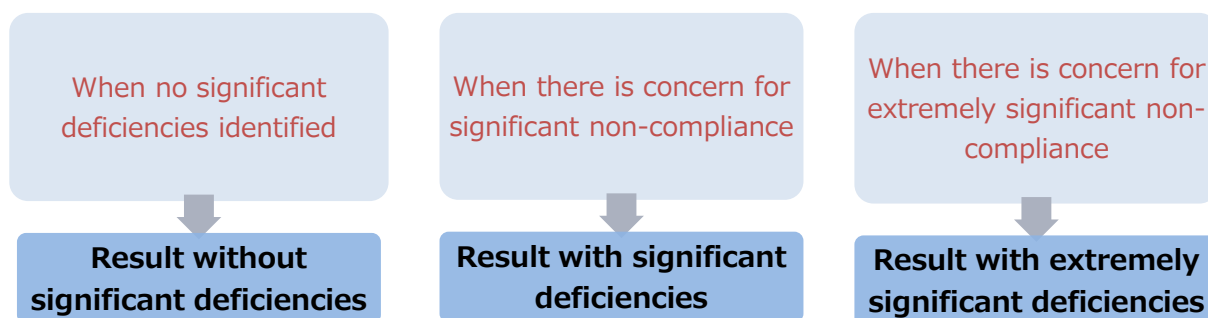 When no significant
deficiencies identified
When there is concern for
significant non-compliance
When there is concern for
extremely significant non-
compliance
Result without
significant deficiencies
Result with significant
deficiencies
Result with extremely
significant deficiencies